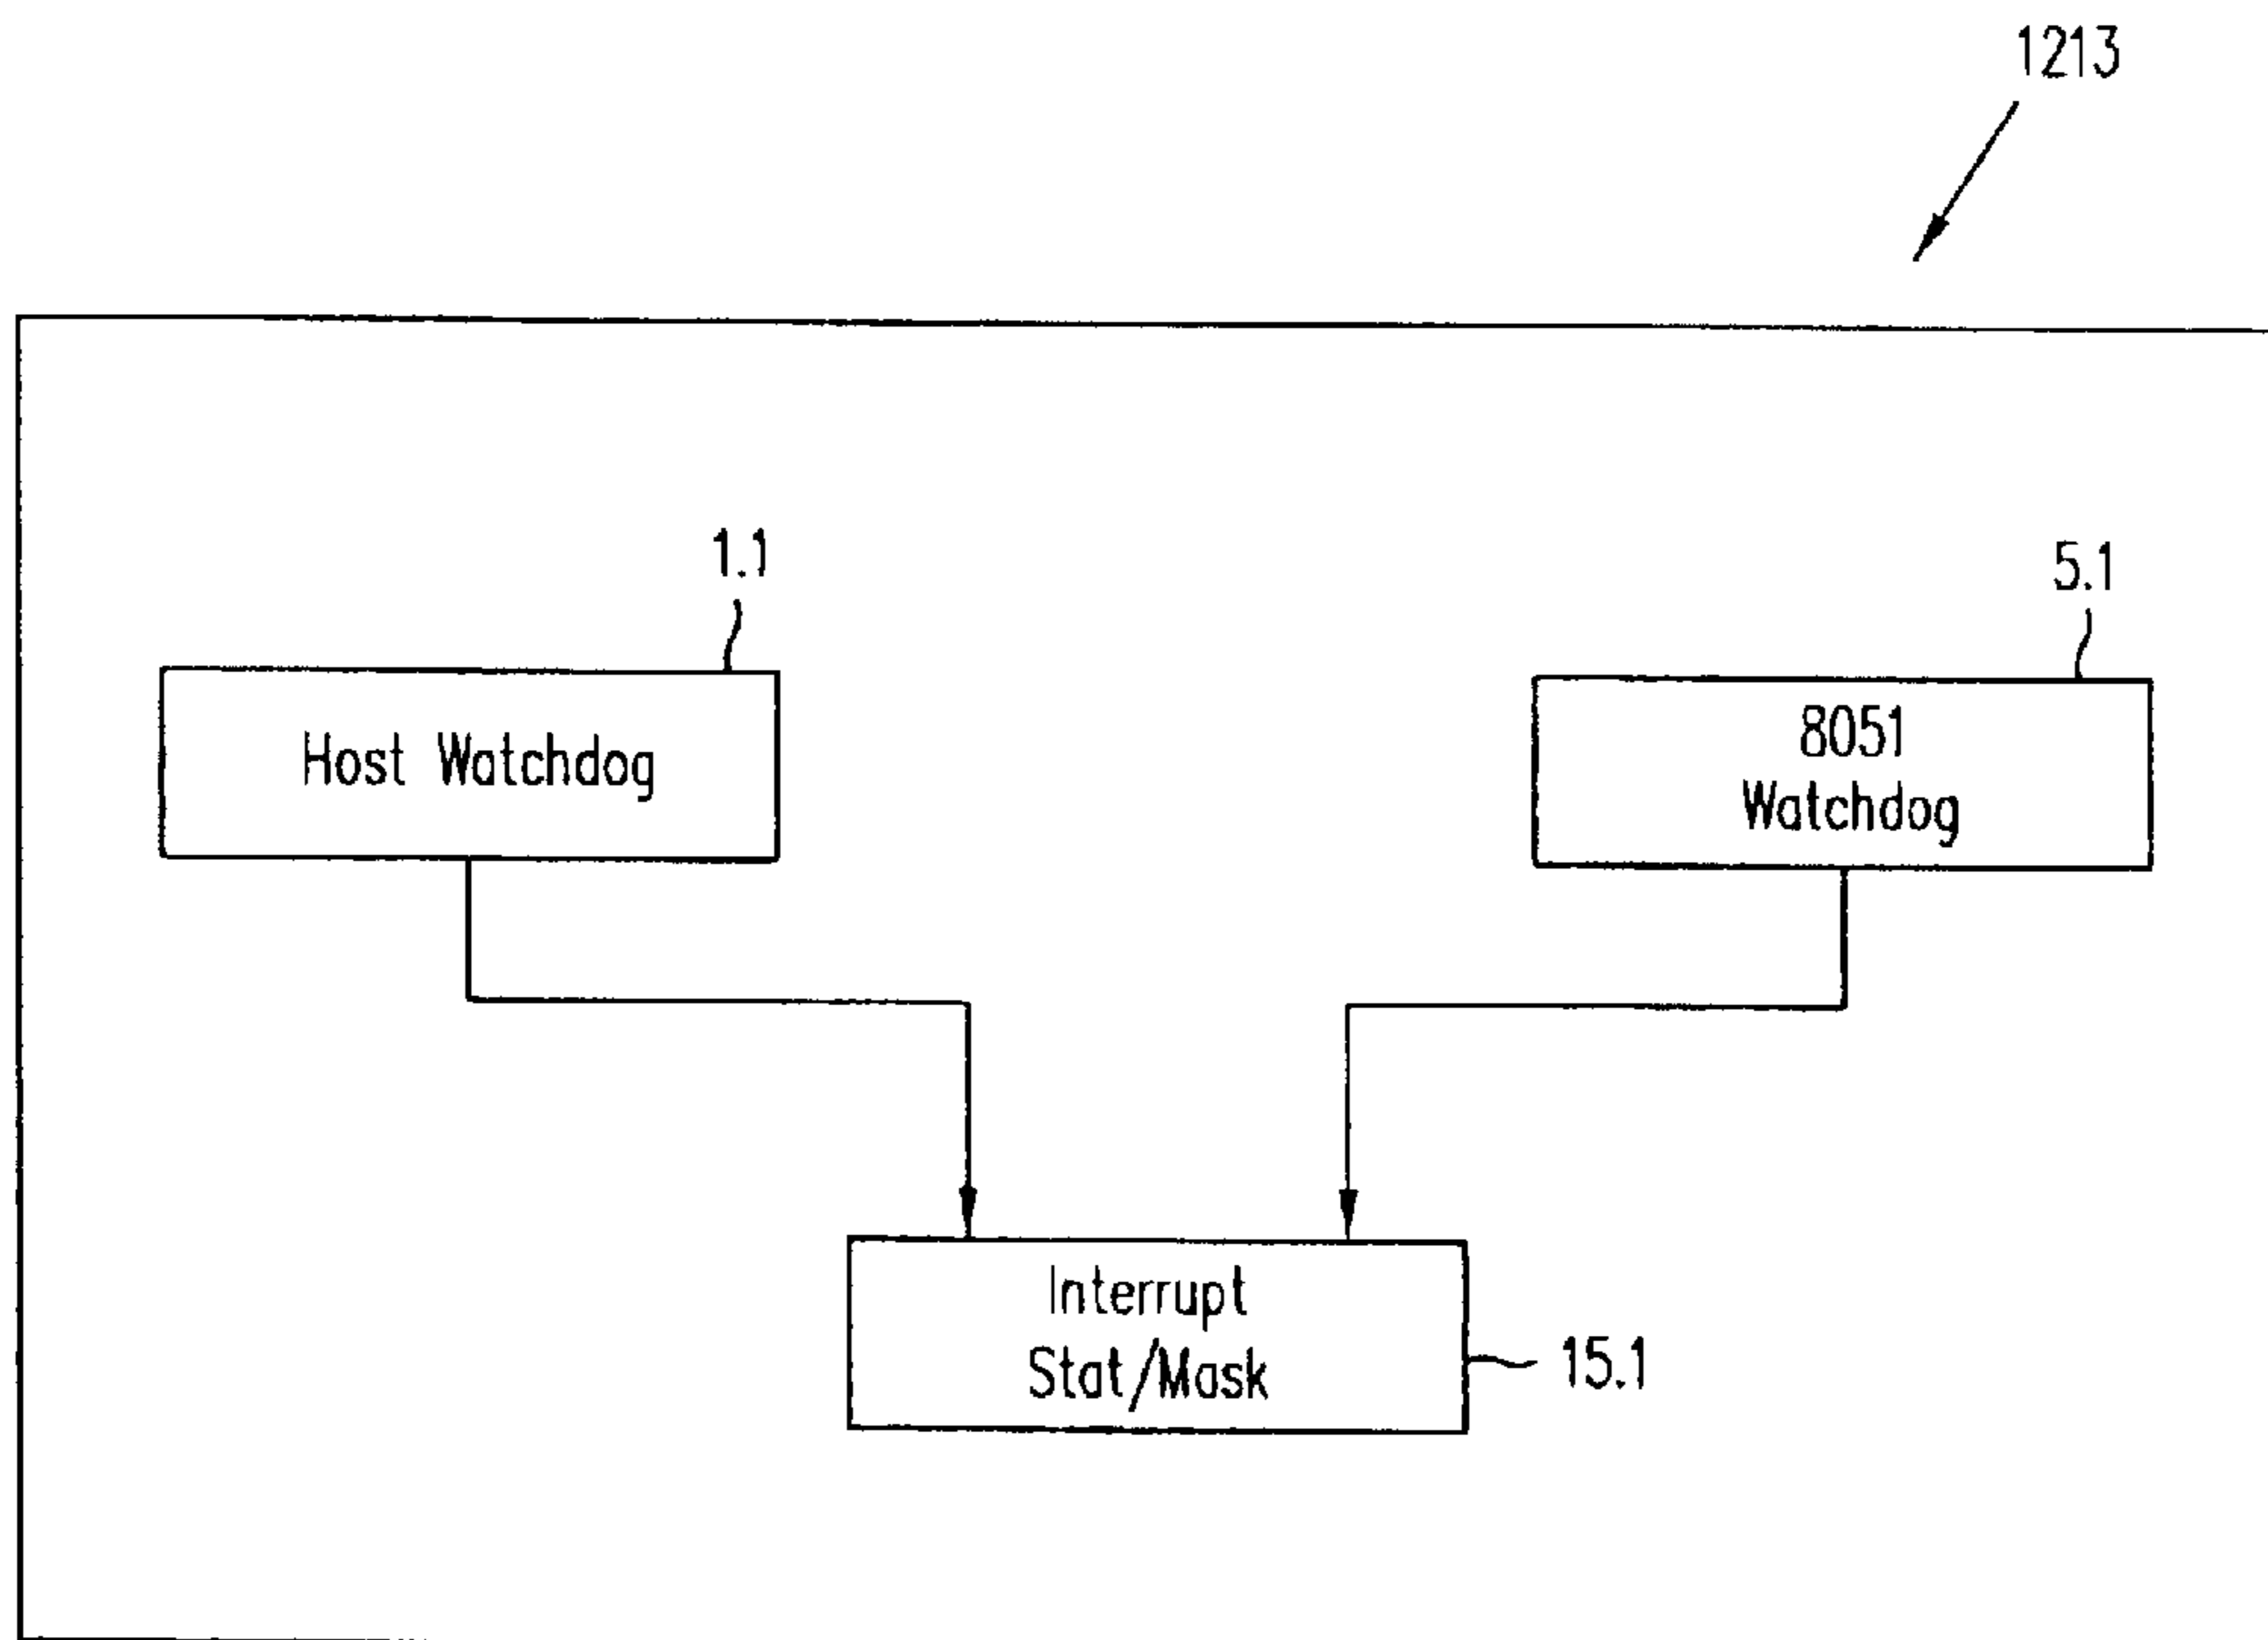 1213
1.1
5.1
Host Watchdog
8051
Watchdog
Interrupt
Stat/Mask
15.1